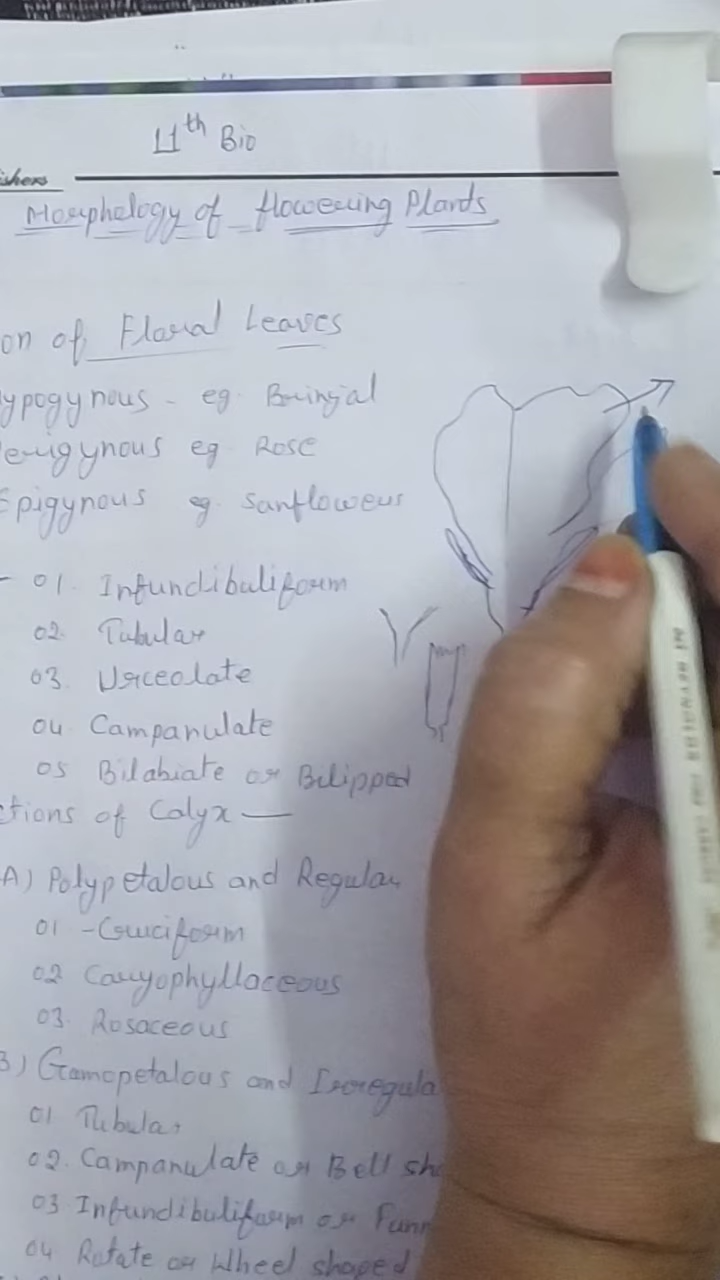 11th Bio
ishers
Morphology of flowering Plants
on of Floral Leaves
ypogynous - eg. Brinjal
erigynous eg Rose
Epigynous eg. Sanflowers
- 01. Infundibuliform
02. Tubular
03. Urceolate
04 Campanulate
05 Bilabiate or Bilipped
ctions of Calyx —
A) Polypetalous and Regular
01 - Cruciform
02 Caryophyllaceous
03. Rosaceous
B) Gamopetalous and Irregula
01 Tubular
02. Campanulate or Bell sha
03. Infundibuliform or Funn
04 Rotate or Wheel shaped